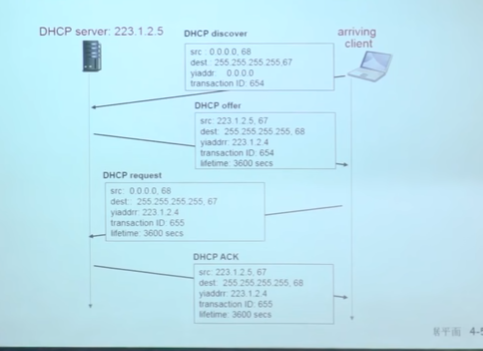 DHCP server: 223.1.2.5
arriving
client
DHCP discover
src : 0.0.0.0, 68
dest.: 255.255.255.255,67
yiaddr: 0.0.0.0
transaction ID: 654
DHCP offer
src: 223.1.2.5, 67
dest: 255.255.255.255, 68
yiaddrr: 223.1.2.4
transaction ID: 654
lifetime: 3600 secs
DHCP request
src: 0.0.0.0, 68
dest:: 255.255.255.255, 67
yiaddrr: 223.1.2.4
transaction ID: 655
lifetime: 3600 secs
DHCP ACK
src: 223.1.2.5, 67
dest: 255.255.255.255, 68
yiaddrr: 223.1.2.4
transaction ID: 655
lifetime: 3600 secs
平面